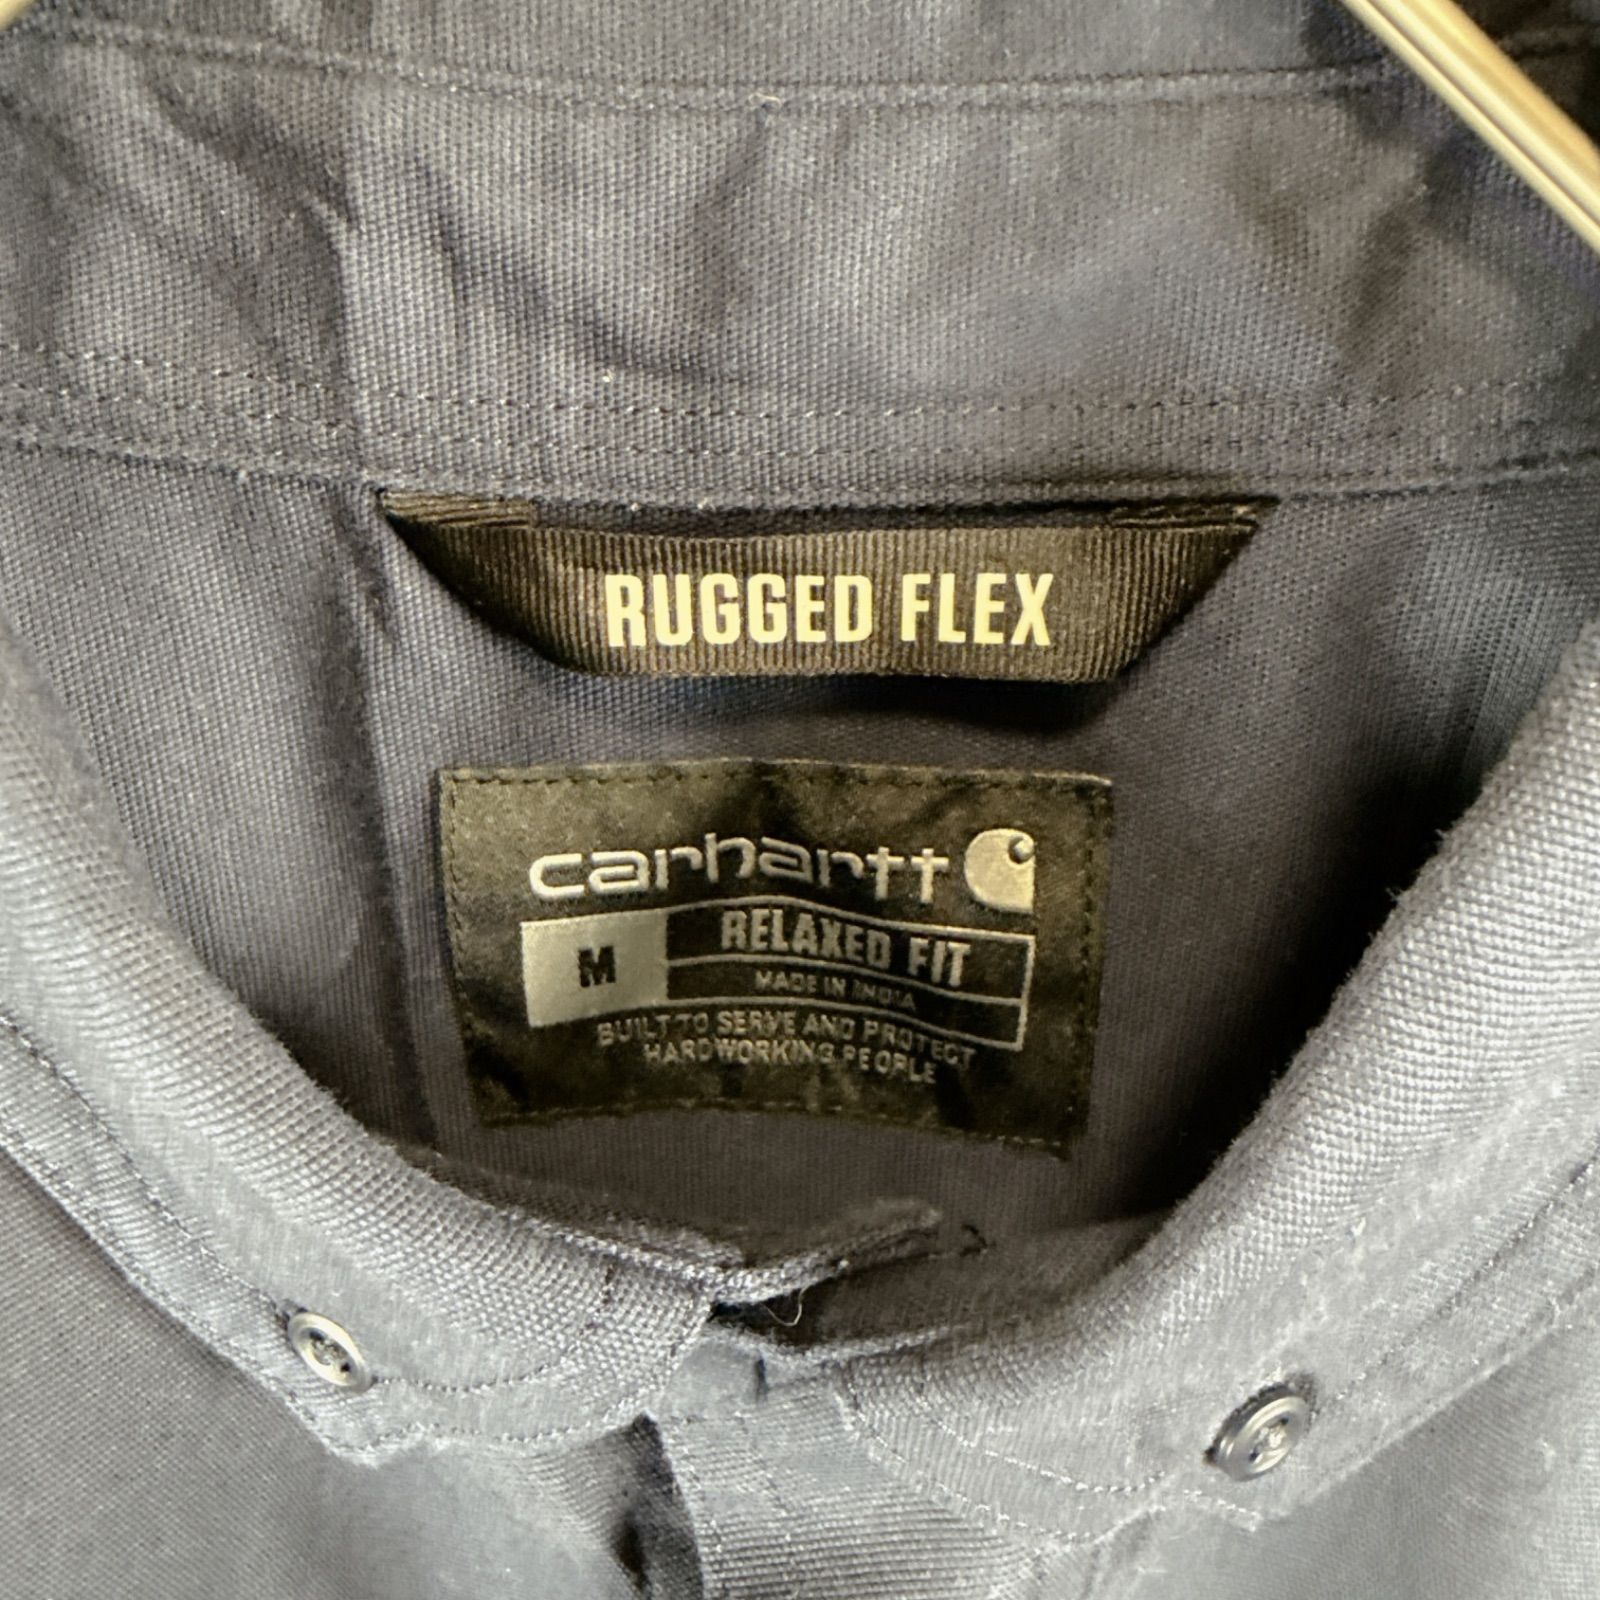 RUGGED FLEX
carhartt
M
RELAXED FIT
MADE IN INDIA
BUILT TO SERVE AND PROTECT
HARDWORKING PEOPLE